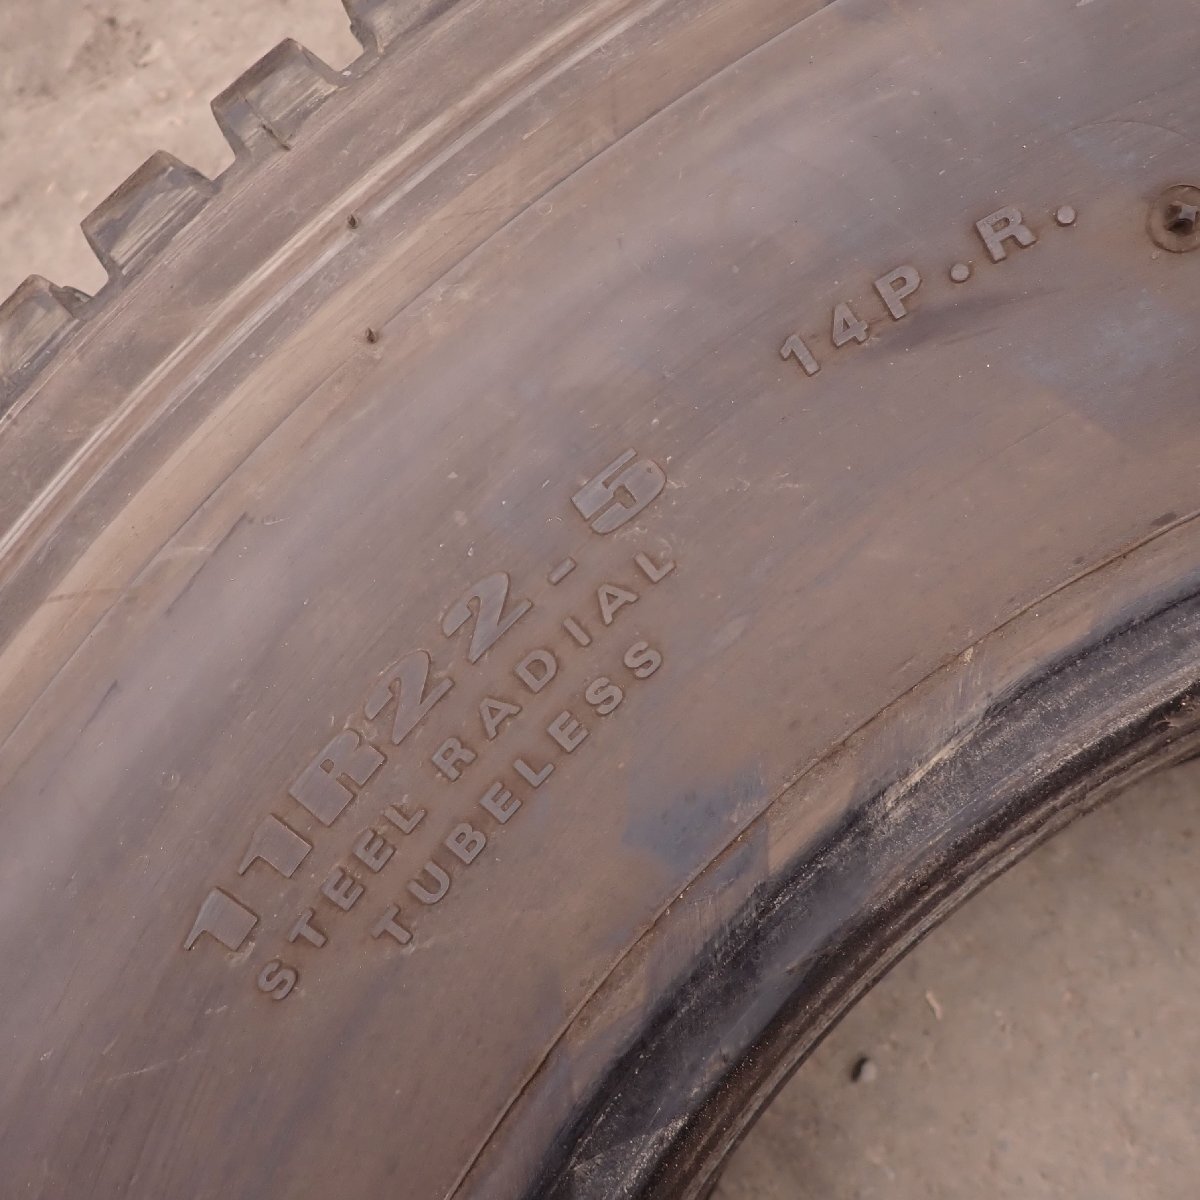 14P.R.
11R22-5
STEEL RADIAL
TUBELESS